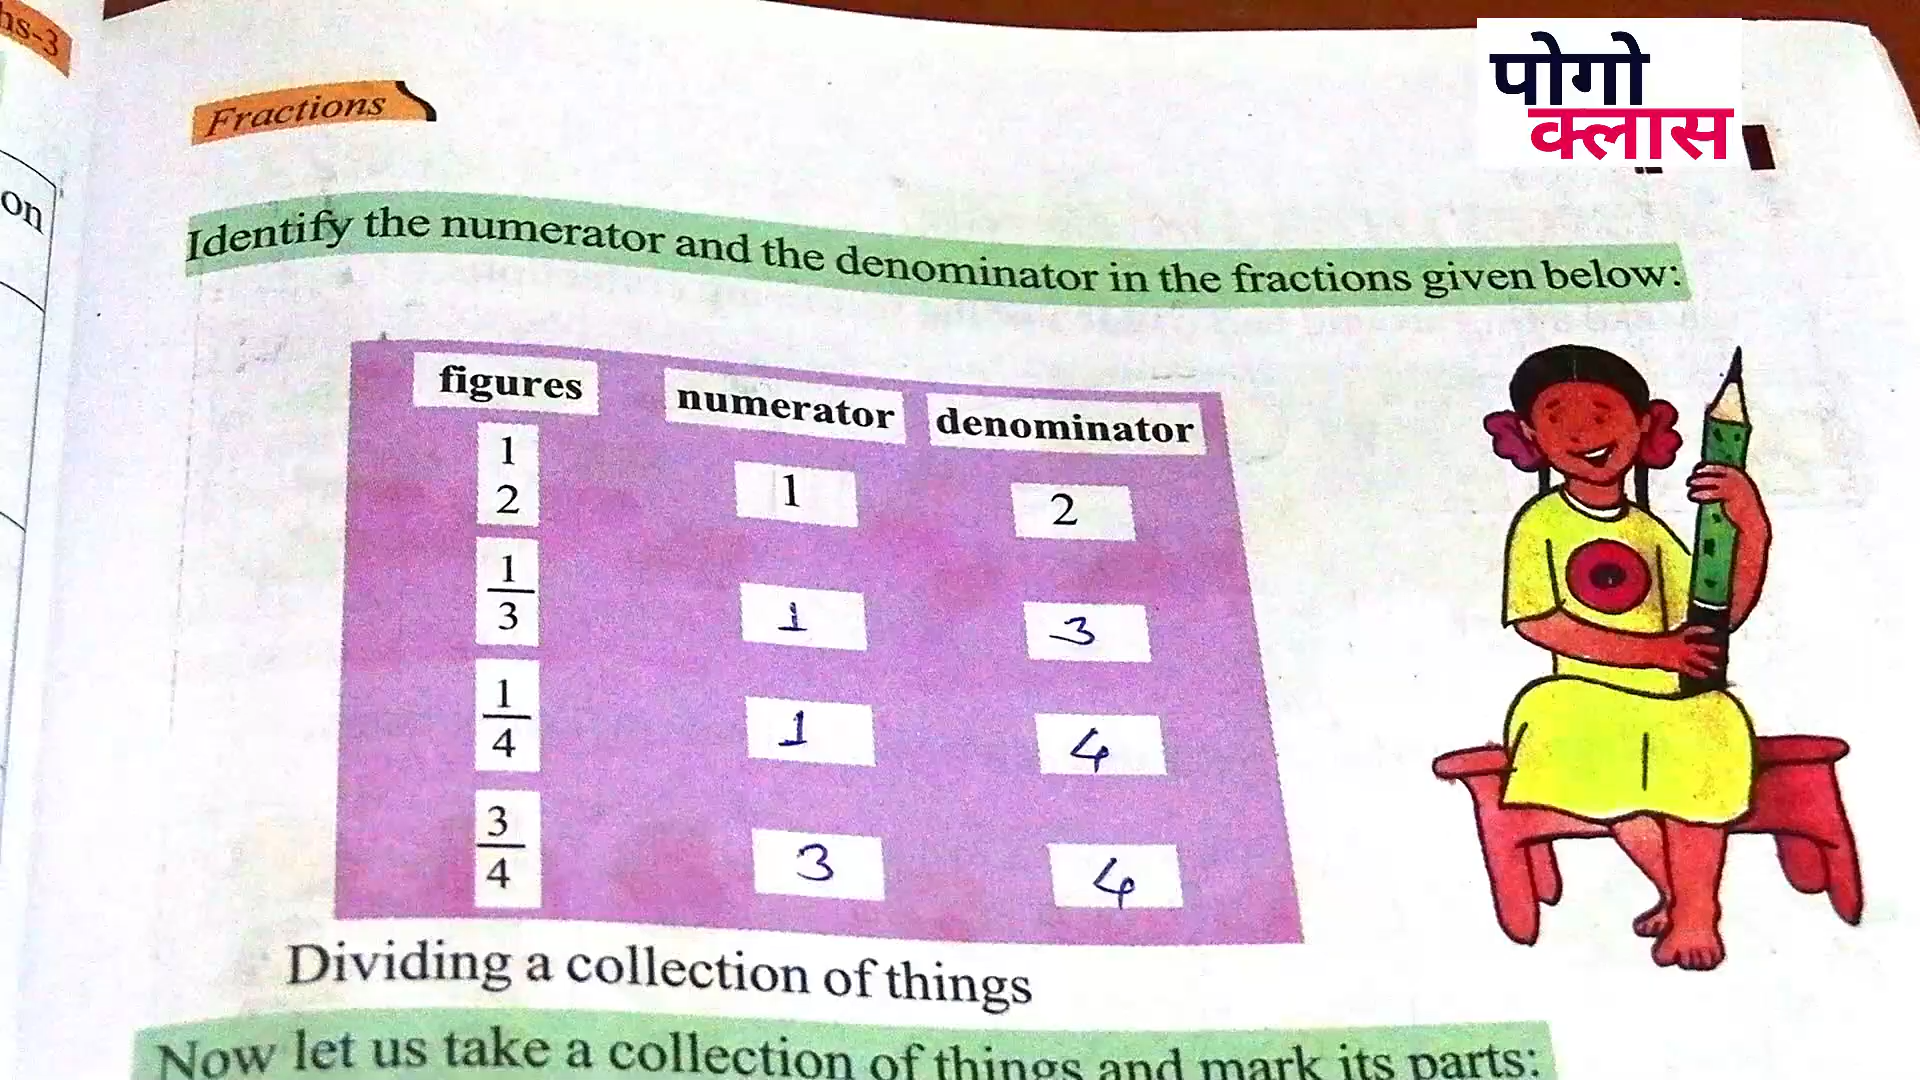 hs-3
on
पोगो
क्लास
Fractions
Identify the numerator and the denominator in the fractions given below:
figures numerator denominator
1
2 1 2
1
3 1 3
1
4 1 4
3
4 3 4
Dividing a collection of things
Now let us take a collection of things and mark its parts: